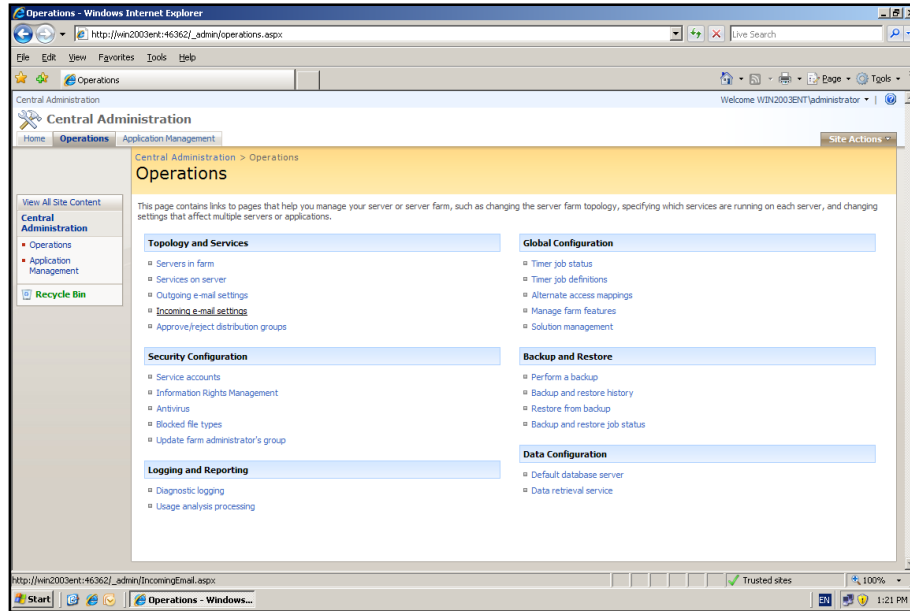 Operations - Windows Internet Explorer
http://win2003ent:46362/_admin/operations.aspx
Live Search
File Edit View Favorites Tools Help
Operations
Page Tools
Central Administration
Welcome WIN2003ENT\administrator
Central Administration
Home Operations Application Management
Site Actions
Central Administration > Operations
Operations
View All Site Content
Central
Administration
Operations
Application
Management
Recycle Bin
This page contains links to pages that help you manage your server or server farm, such as changing the server farm topology, specifying which services are running on each server, and changing
settings that affect multiple servers or applications.
Topology and Services
Servers in farm
Services on server
Outgoing e-mail settings
Incoming e-mail settings
Approve/reject distribution groups
Security Configuration
Service accounts
Information Rights Management
Antivirus
Blocked file types
Update farm administrator's group
Logging and Reporting
Diagnostic logging
Usage analysis processing
Global Configuration
Timer job status
Timer job definitions
Alternate access mappings
Manage farm features
Solution management
Backup and Restore
Perform a backup
Backup and restore history
Restore from backup
Backup and restore job status
Data Configuration
Default database server
Data retrieval service
http://win2003ent:46362/_admin/IncomingEmail.aspx
Trusted sites
100%
Start
Operations - Windows...
EN
1:21 PM